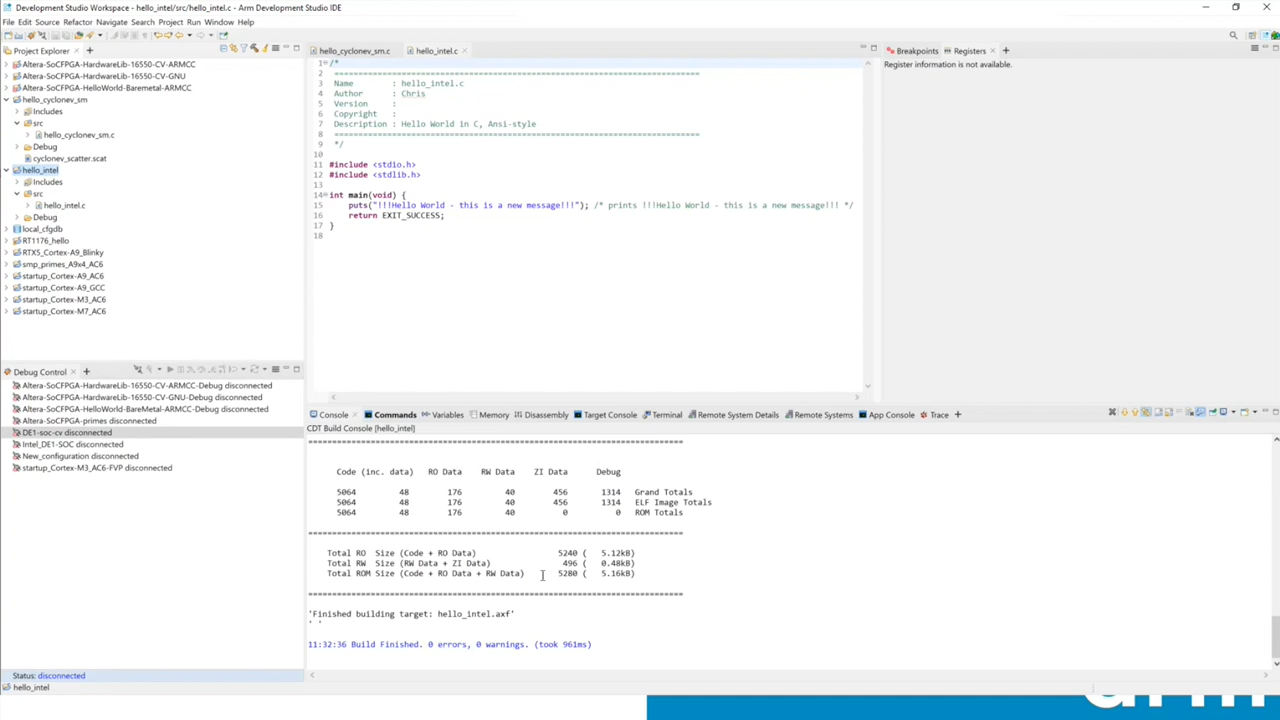 Development Studio Workspace - hello_intel/src/hello_intel.c - Arm Development Studio IDE
File Edit Source Refactor Navigate Search Project Run Window Help
Project Explorer
Altera-SoCFPGA-HardwareLib-16550-CV-ARMCC
Altera-SoCFPGA-HardwareLib-16550-CV-GNU
Altera-SoCFPGA-HelloWorld-Baremetal-ARMCC
hello_cyclonev_sm
Includes
src
hello_cyclonev_sm.c
Debug
cyclonev_scatter.scat
hello_intel
Includes
src
hello_intel.c
Debug
local_cfgdb
RT1176_hello
RTX5_Cortex-A9_Blinky
smp_primes_A9x4_AC6
startup_Cortex-A9_AC6
startup_Cortex-A9_GCC
startup_Cortex-M3_AC6
startup_Cortex-M7_AC6
hello_cyclonev_sm.c hello_intel.c
1 /*
2 ============================================================================
3 Name : hello_intel.c
4 Author : Chris
5 Version :
6 Copyright :
7 Description : Hello World in C, Ansi-style
8 ============================================================================
9 */
10
11 #include <stdio.h>
12 #include <stdlib.h>
13
14 int main(void) {
15 puts("!!!Hello World - this is a new message!!!"); /* prints !!!Hello World - this is a new message!!! */
16 return EXIT_SUCCESS;
17 }
18
Breakpoints Registers
Register information is not available.
Debug Control
Altera-SoCFPGA-HardwareLib-16550-CV-ARMCC-Debug disconnected
Altera-SoCFPGA-HardwareLib-16550-CV-GNU-Debug disconnected
Altera-SoCFPGA-HelloWorld-BareMetal-ARMCC-Debug disconnected
Altera-SoCFPGA-primes disconnected
DE1-soc-cv disconnected
Intel_DE1-SOC disconnected
New_configuration disconnected
startup_Cortex-M3_AC6-FVP disconnected
Status: disconnected
Console Commands Variables Memory Disassembly Target Console Terminal Remote System Details Remote Systems App Console Trace
CDT Build Console [hello_intel]
==============================================================================
Code (inc. data) RO Data RW Data ZI Data Debug
5064 48 176 40 456 1314 Grand Totals
5064 48 176 40 456 1314 ELF Image Totals
5064 48 176 40 0 0 ROM Totals
==============================================================================
Total RO Size (Code + RO Data) 5240 ( 5.12kB)
Total RW Size (RW Data + ZI Data) 496 ( 0.48kB)
Total ROM Size (Code + RO Data + RW Data) 5280 ( 5.16kB)
==============================================================================
'Finished building target: hello_intel.axf'
' '
11:32:36 Build Finished. 0 errors, 0 warnings. (took 961ms)
hello_intel
arm